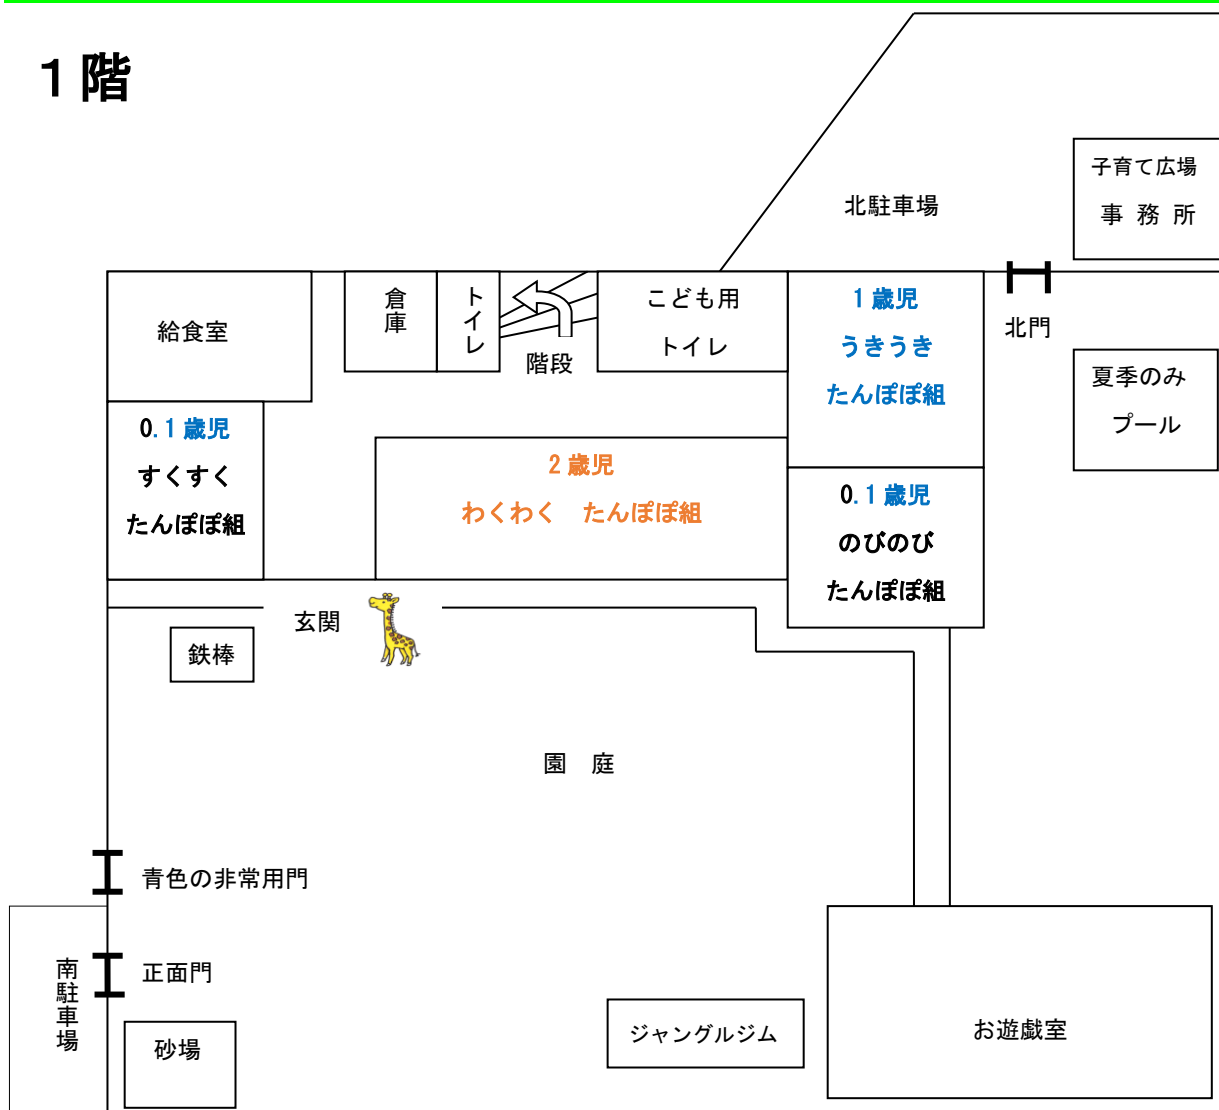 1階
子育て広場
事 務 所
北駐車場
給食室
倉庫
トイレ
階段
こども用
トイレ
1歳児
うきうき
たんぽぽ組
北門
夏季のみ
プール
0.1歳児
すくすく
たんぽぽ組
2歳児
わくわく　たんぽぽ組
0.1歳児
のびのび
たんぽぽ組
玄関
鉄棒
園　庭
青色の非常用門
南駐車場
正面門
砂場
ジャングルジム
お遊戯室